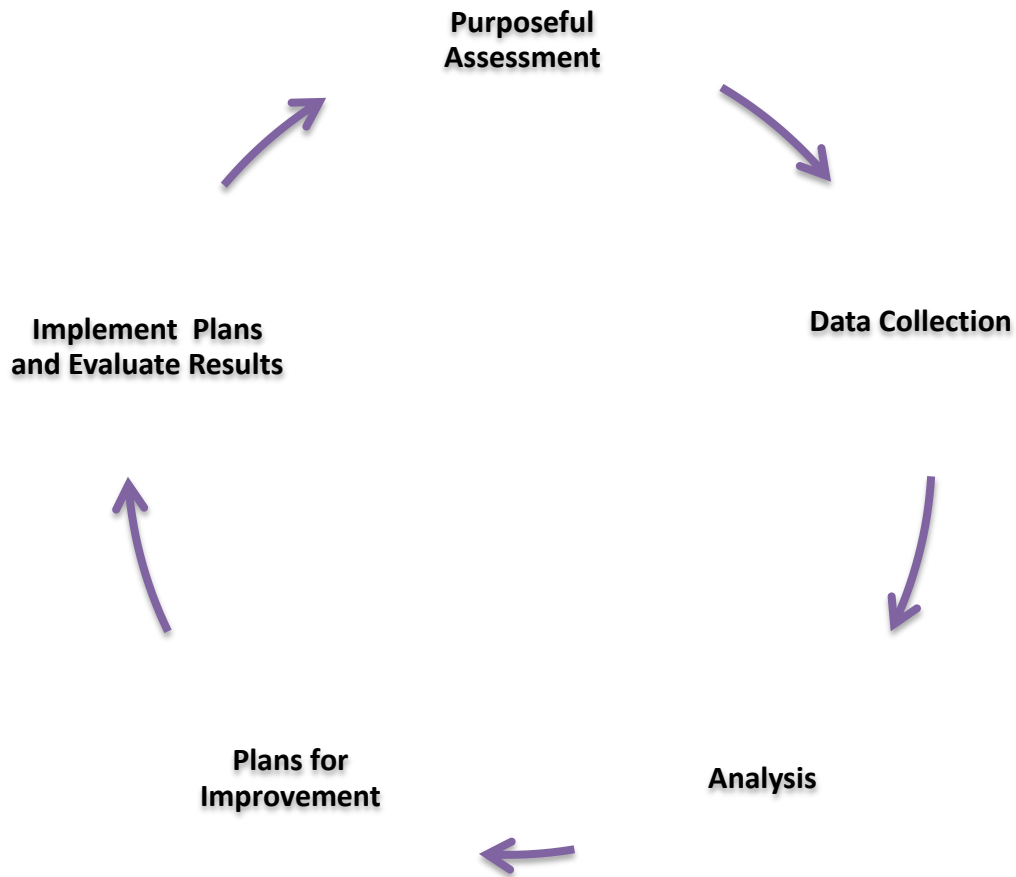 Purposeful
Assessment
Data Collection
Analysis
Plans for
Improvement
Implement  Plans
and Evaluate Results